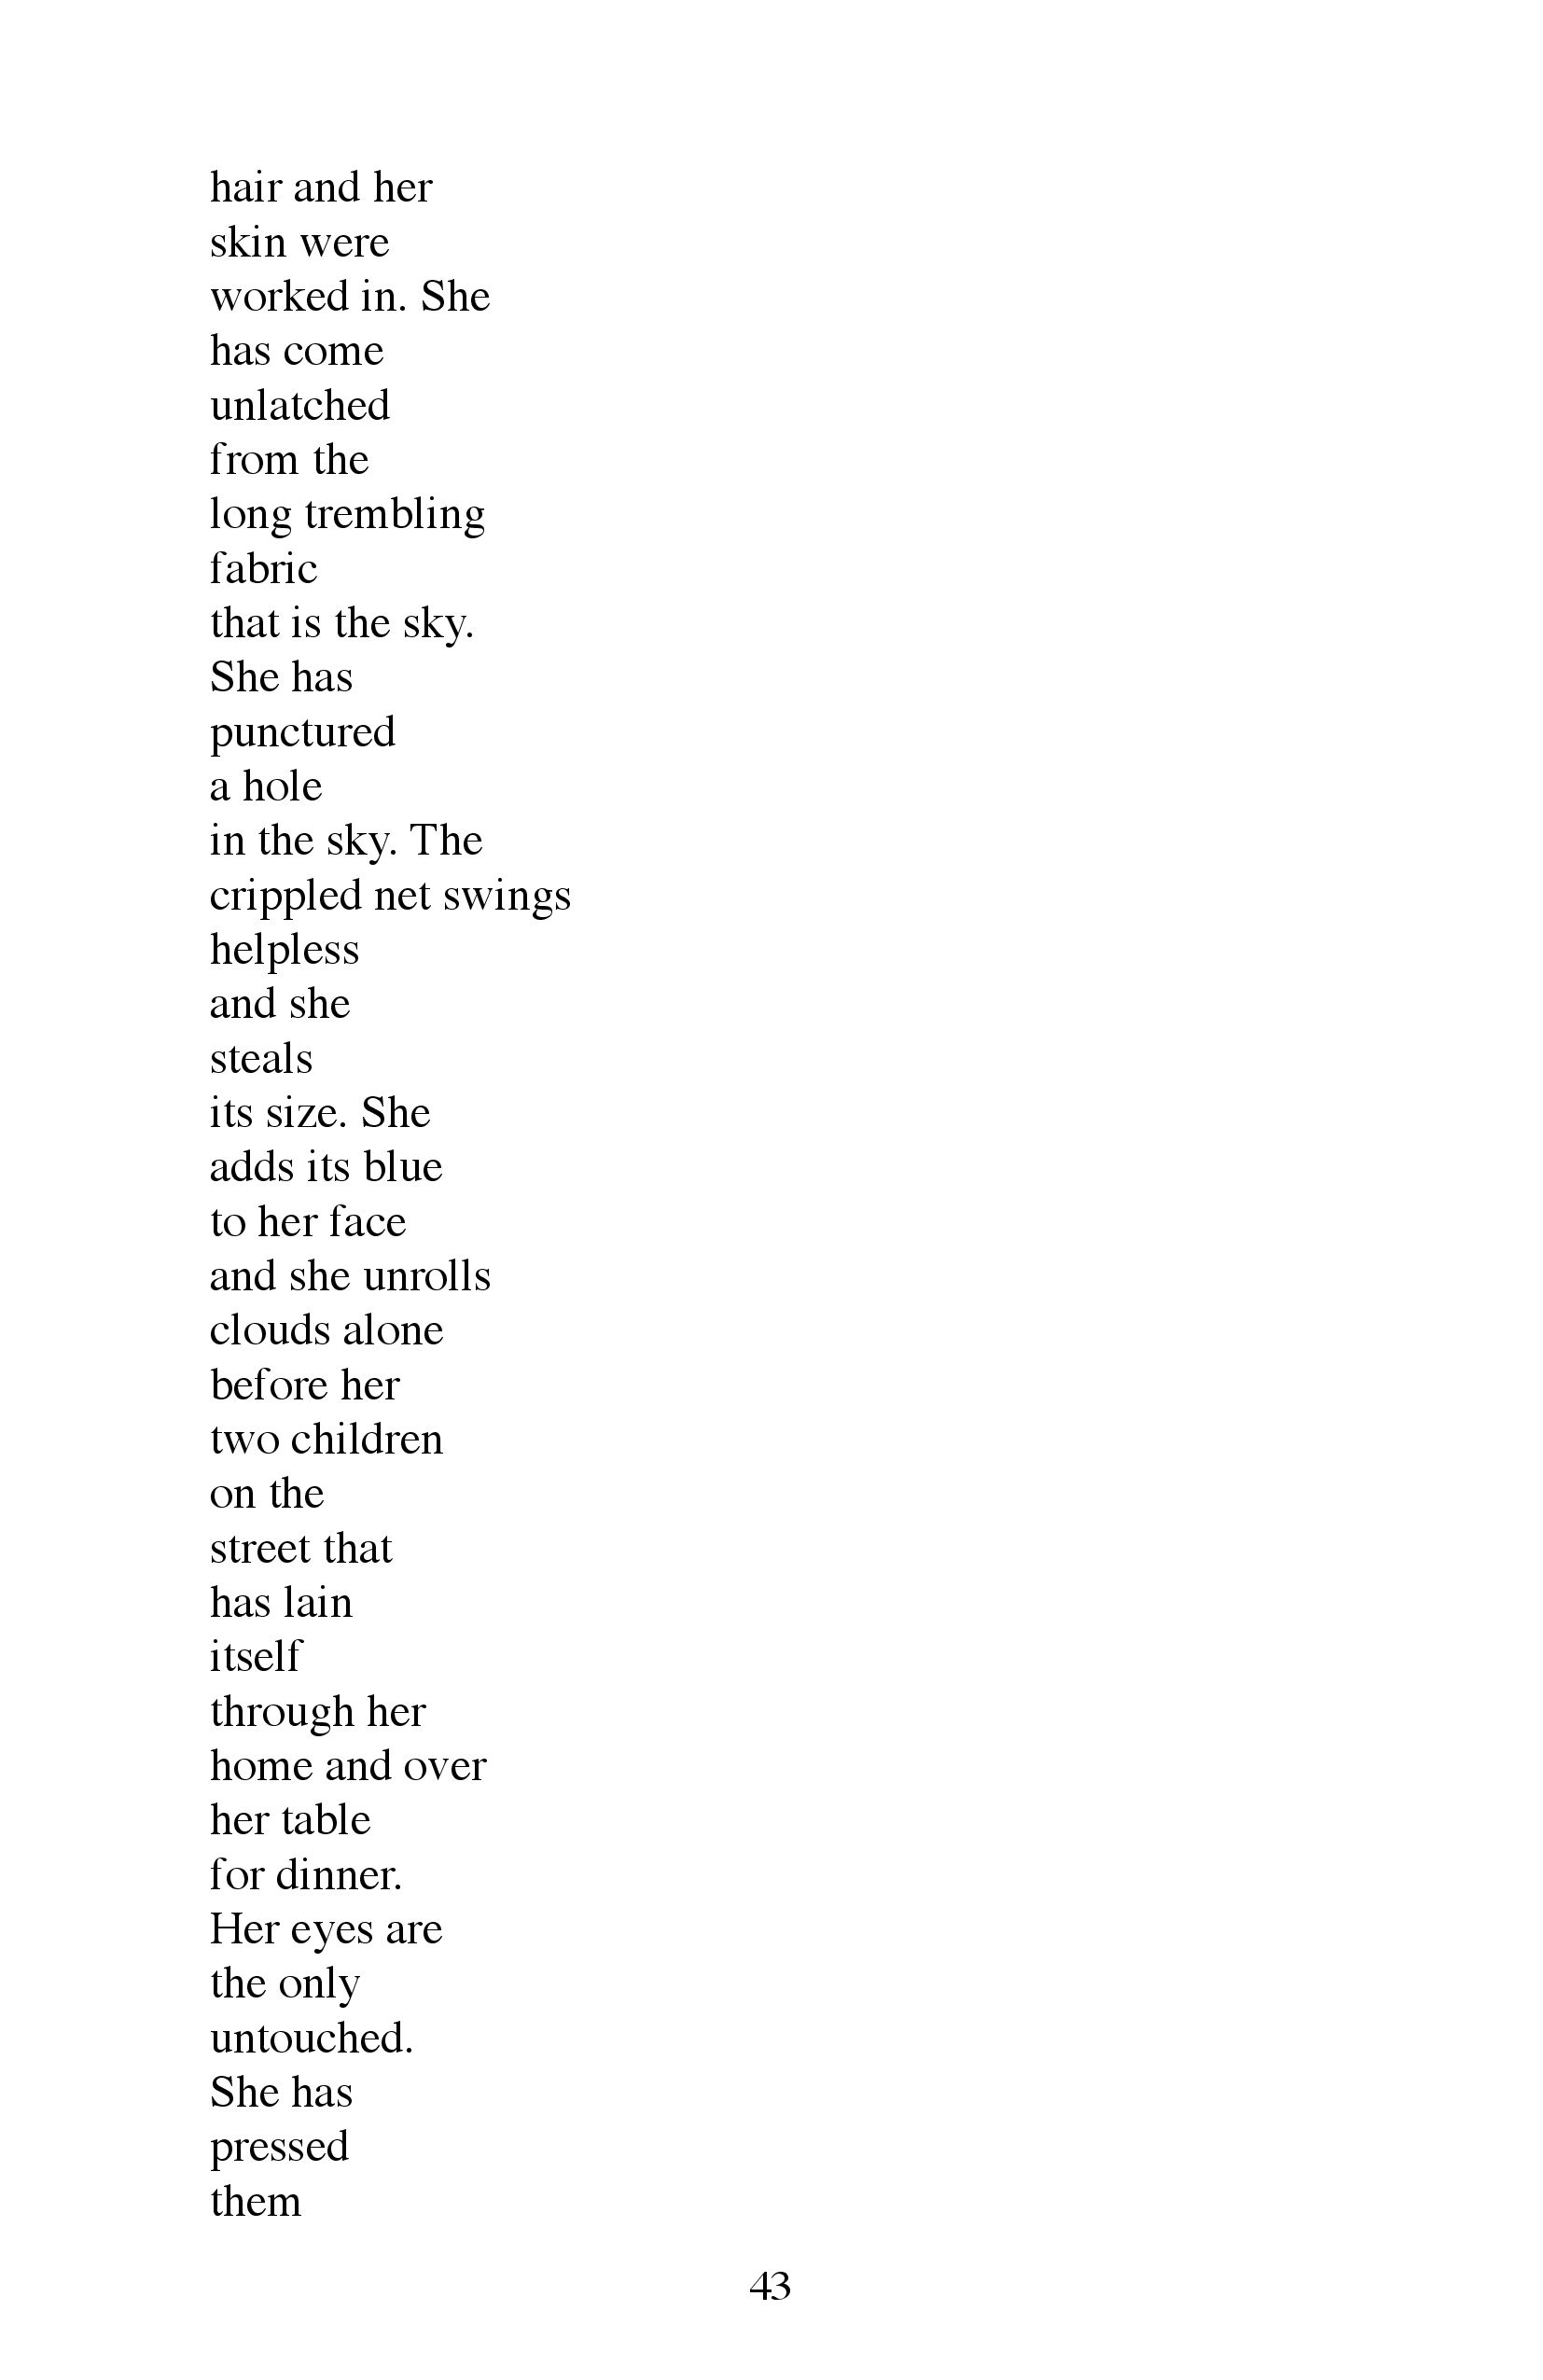 hair and her
skin were
worked in. She
has come
unlatched
from the
long trembling
fabric
that is the sky.
She has
punctured
a hole
in the sky. The
crippled net swings
helpless
and she
steals
its size. She
adds its blue
to her face
and she unrolls
clouds alone
before her
two children
on the
street that
has lain
itself
through her
home and over
her table
for dinner.
Her eyes are
the only
untouched.
She has
pressed
them
43